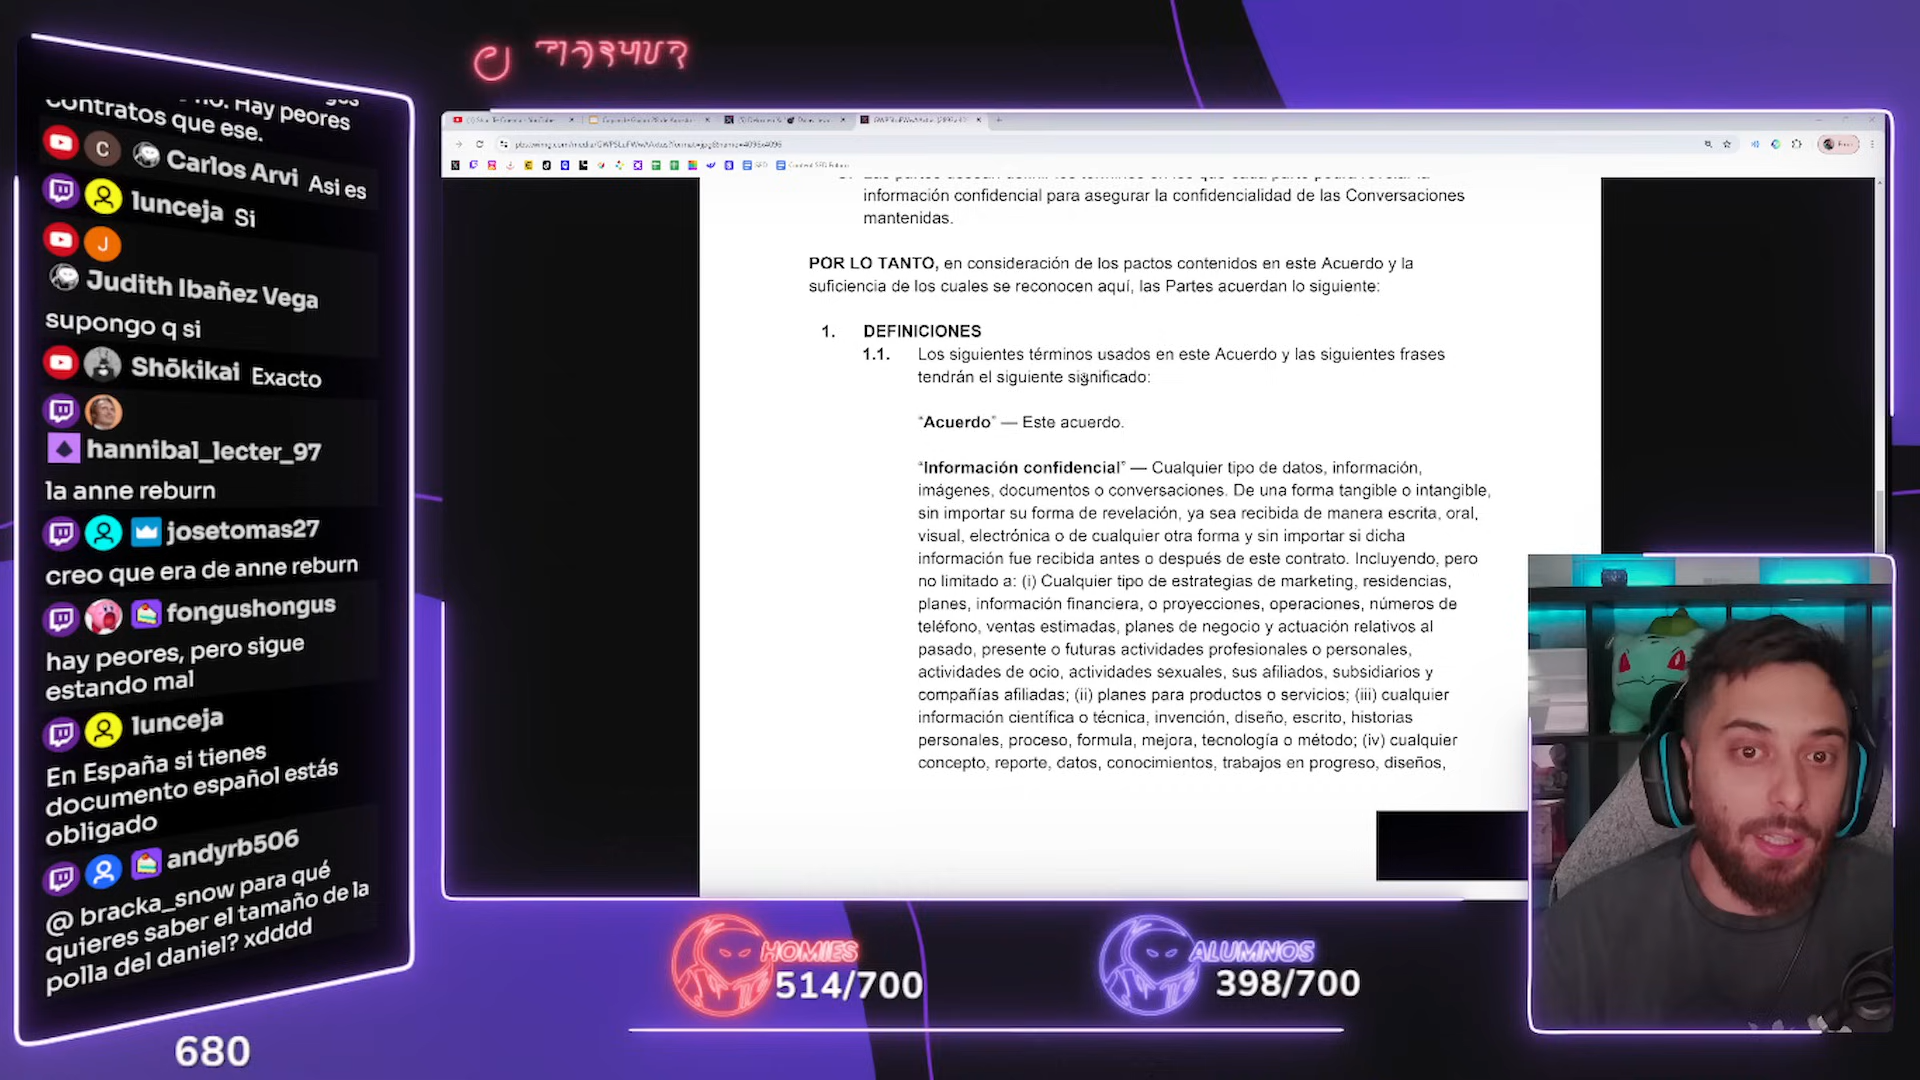 contratos que ese.
no. Hay peores
Carlos Arvi Asi es
lunceja Si
J
Judith Ibañez Vega
supongo q si
Shōkikai Exacto
hannibal_lecter_97
la anne reburn
josetomas27
creo que era de anne reburn
fongushongus
hay peores, pero sigue
estando mal
lunceja
En España si tienes
documento español estás
obligado
andyrb506
@ bracka_snow para qué
quieres saber el tamaño de la
polla del daniel? xdddd
680
información confidencial para asegurar la confidencialidad de las Conversaciones
mantenidas.
POR LO TANTO, en consideración de los pactos contenidos en este Acuerdo y la
suficiencia de los cuales se reconocen aquí, las Partes acuerdan lo siguiente:
1. DEFINICIONES
1.1. Los siguientes términos usados en este Acuerdo y las siguientes frases
tendrán el siguiente significado:
“Acuerdo” — Este acuerdo.
“Información confidencial” — Cualquier tipo de datos, información,
imágenes, documentos o conversaciones. De una forma tangible o intangible,
sin importar su forma de revelación, ya sea recibida de manera escrita, oral,
visual, electrónica o de cualquier otra forma y sin importar si dicha
información fue recibida antes o después de este contrato. Incluyendo, pero
no limitado a: (i) Cualquier tipo de estrategias de marketing, residencias,
planes, información financiera, o proyecciones, operaciones, números de
teléfono, ventas estimadas, planes de negocio y actuación relativos al
pasado, presente o futuras actividades profesionales o personales,
actividades de ocio, actividades sexuales, sus afiliados, subsidiarios y
compañías afiliadas; (ii) planes para productos o servicios; (iii) cualquier
información científica o técnica, invención, diseño, escrito, historias
personales, proceso, formula, mejora, tecnología o método; (iv) cualquier
concepto, reporte, datos, conocimientos, trabajos en progreso, diseños,
HOMIES
514/700
ALUMNOS
398/700